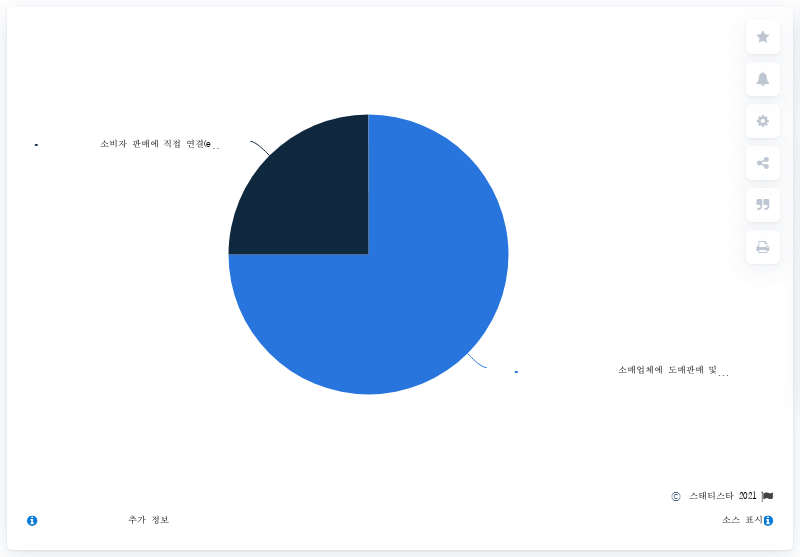 소비자 판매에 직접 연결(e...
소매업체에 도매판매 및...
© 스태티스타 2021
추가 정보
소스 표시